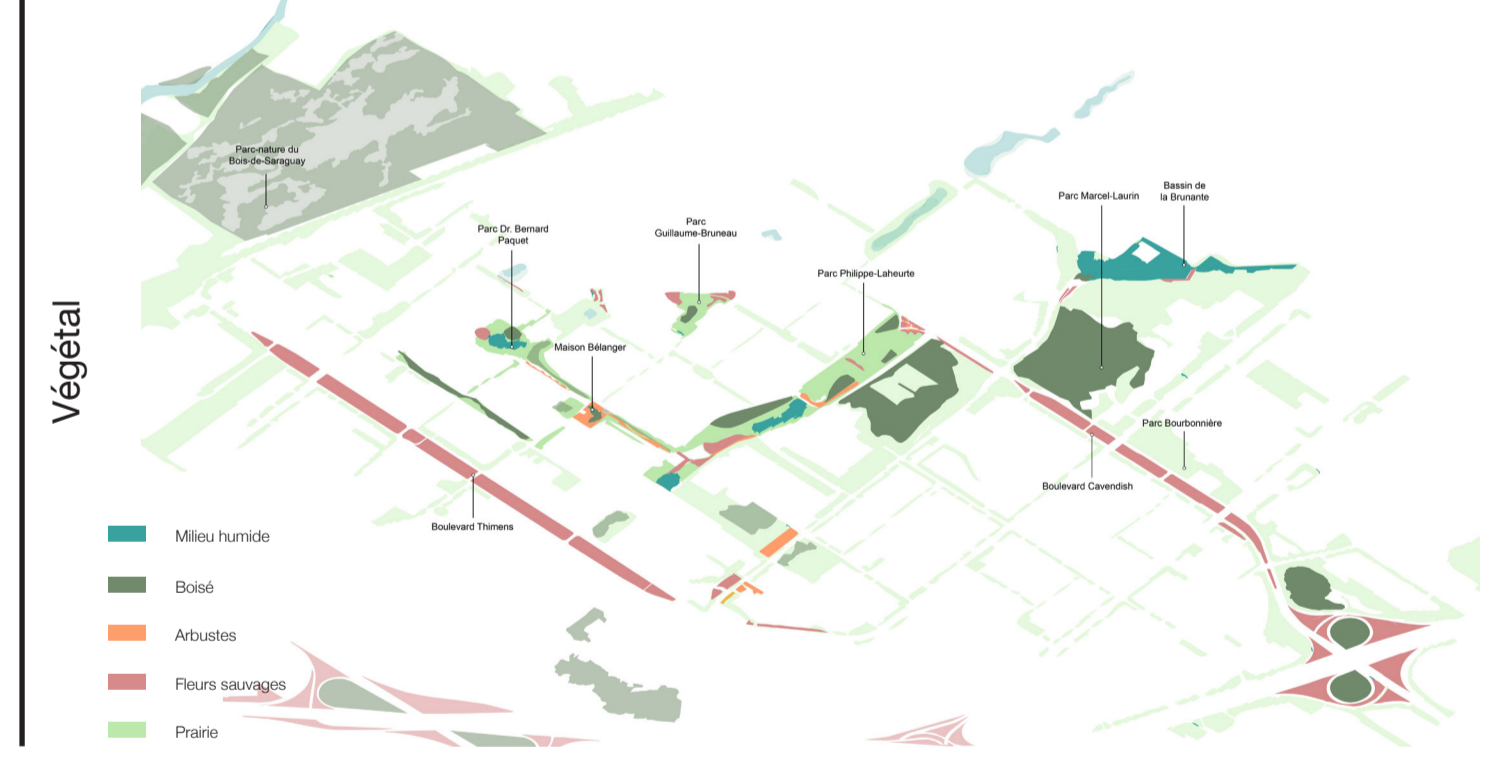 Végétal
Parc-nature du
Bois-de-Saraguay
Parc Dr. Bernard
Paquet
Parc
Guillaume-Bruneau
Parc Philippe-Laheurte
Parc Marcel-Laurin
Bassin de
la Brunante
Maison Bélanger
Parc Bourbonnière
Boulevard Cavendish
Boulevard Thimens
Milieu humide
Boisé
Arbustes
Fleurs sauvages
Prairie